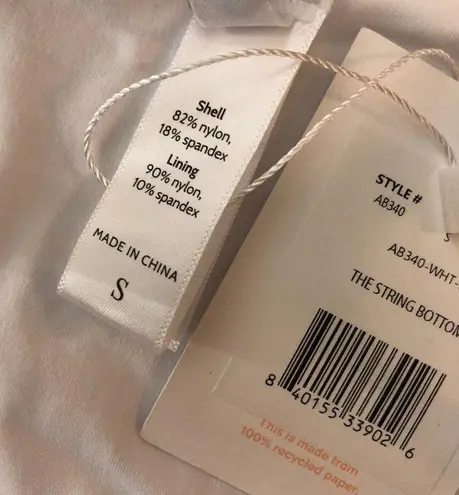 Shell
82% nylon,
18% spandex
Lining
90% nylon,
10% spandex
MADE IN CHINA
S
STYLE #
AB340
S
AB340-WHT-
THE STRING BOTTOM
8 40155 33902 6
This is made from
100% recycled paper.